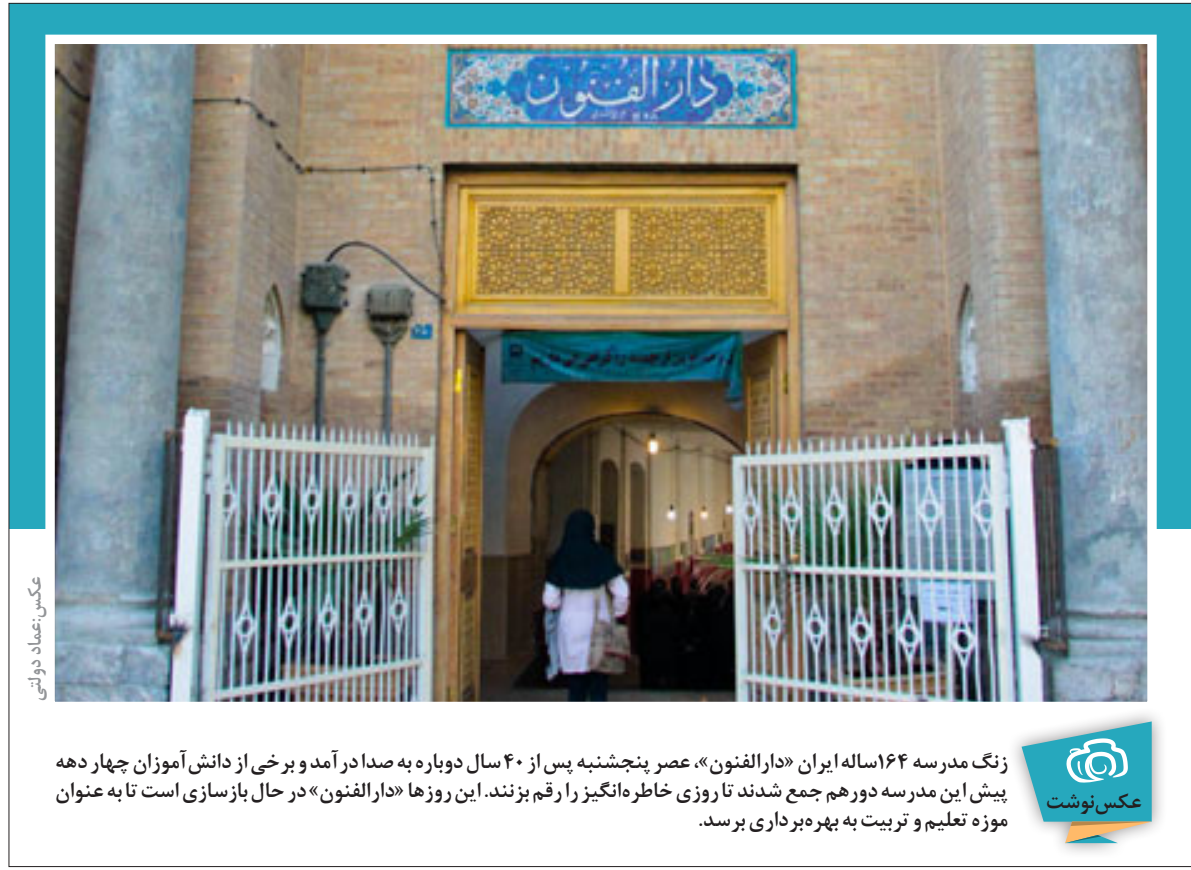 دارالفنون
عکس:عماد دولتی
عکس‌نوشت
زنگ مدرسه ۱۶۴ساله ایران «دارالفنون»، عصر پنجشنبه پس از ۴۰ سال دوباره به صدا درآمد و برخی از دانش‌آموزان چهار دهه
پیش این مدرسه دورهم جمع شدند تا روزی خاطره‌انگیز را رقم بزنند. این روزها «دارالفنون» در حال بازسازی است تا به عنوان
موزه تعلیم و تربیت به بهره‌برداری برسد.